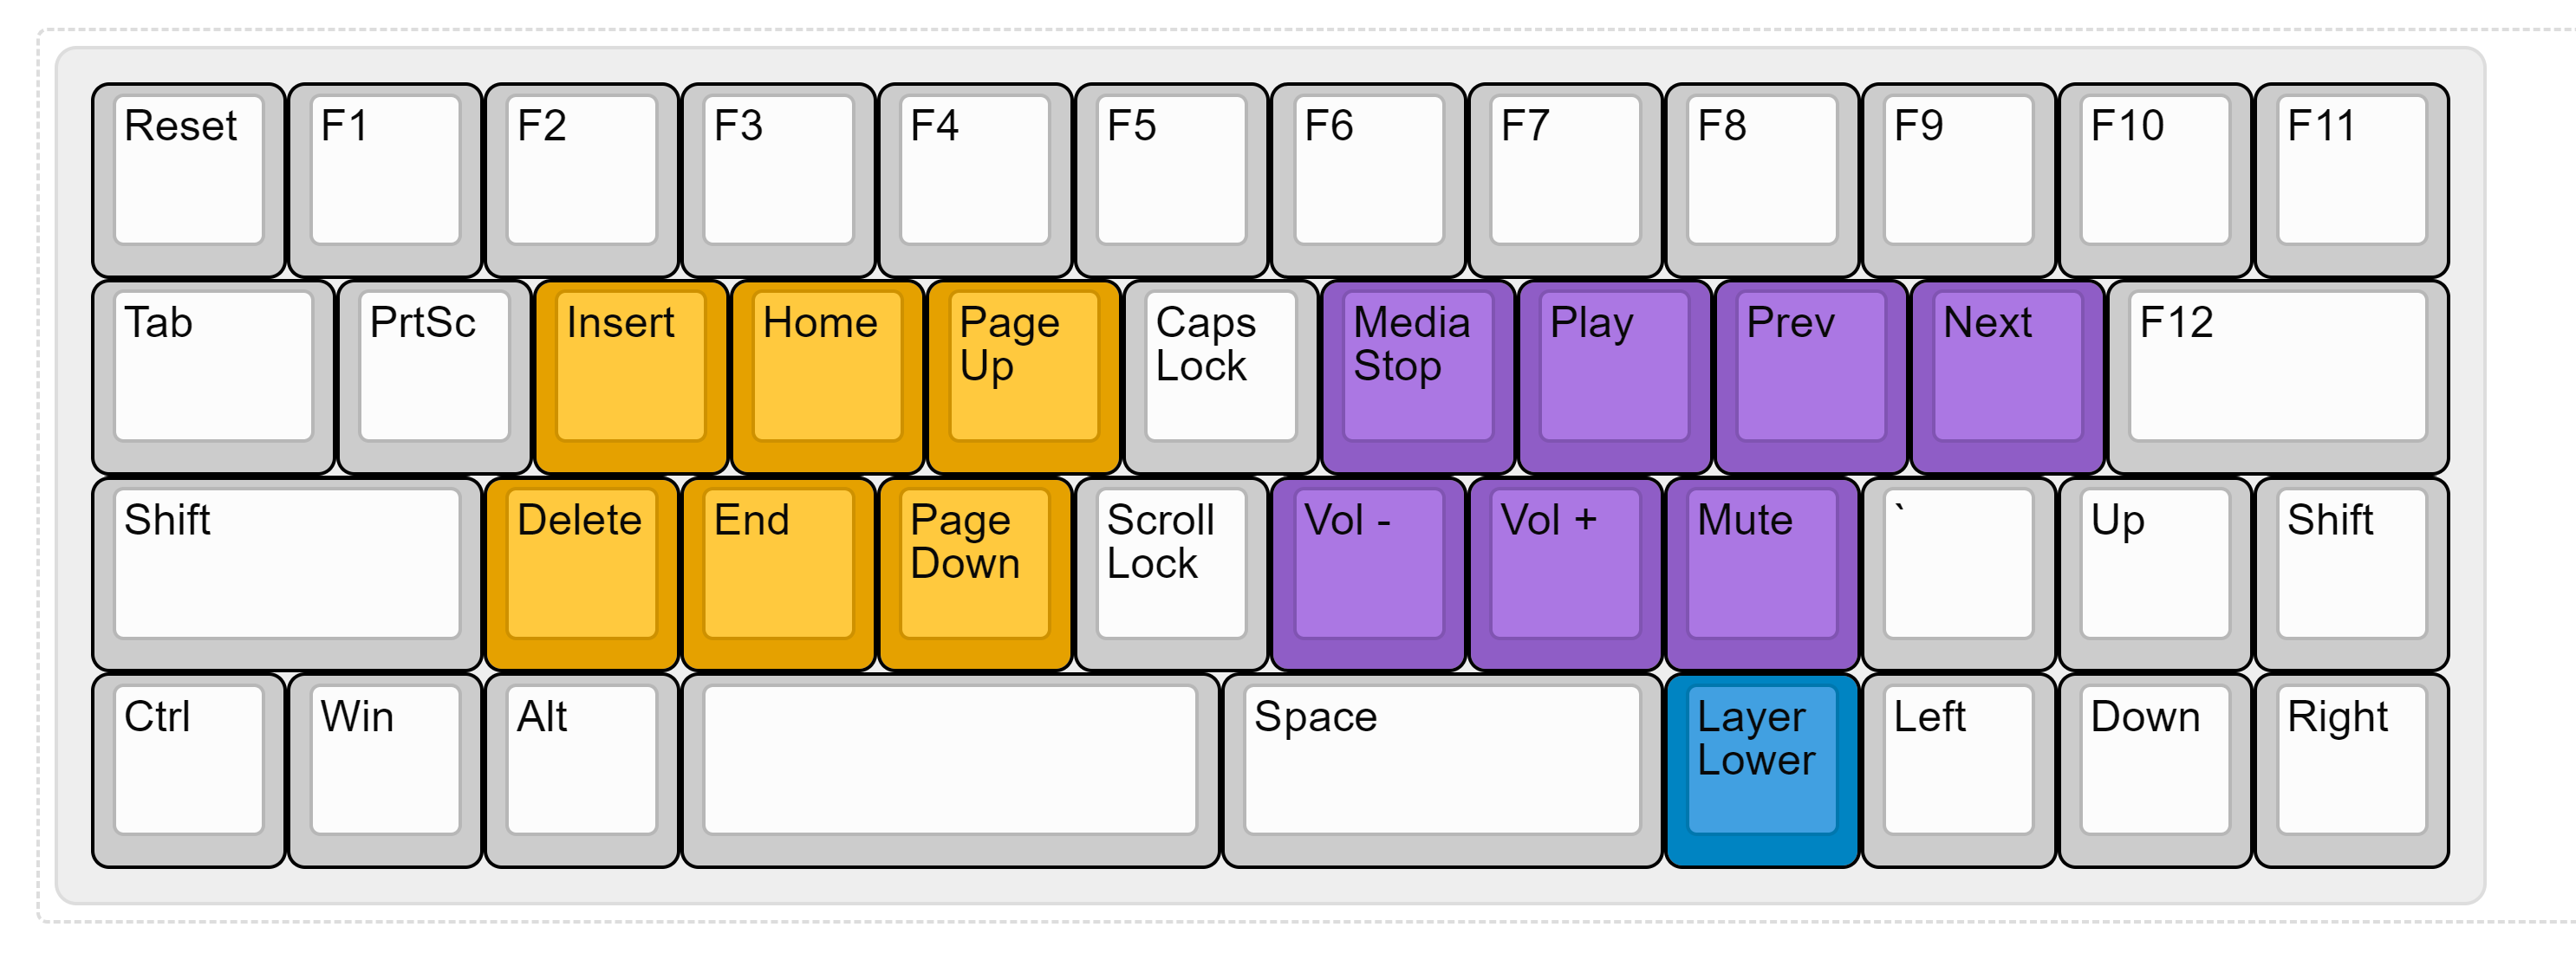 Reset F1 F2 F3 F4 F5 F6 F7 F8 F9 F10 F11
Tab PrtSc Insert Home Page Up Caps Lock Media Stop Play Prev Next F12
Shift Delete End Page Down Scroll Lock Vol - Vol + Mute ` Up Shift
Ctrl Win Alt Space Layer Lower Left Down Right